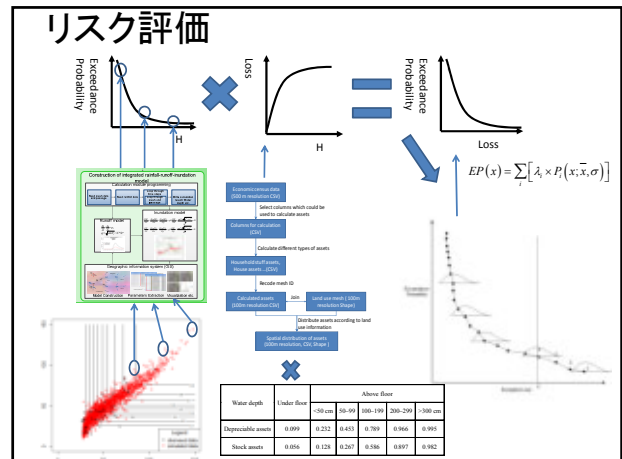 リスク評価
Exceedance
Probability
H
Loss
H
Exceedance
Probability
Loss
EP(x) = ∑i[λi × Pi(x; x̄, σ)]
Construction of integrated rainfall-runoff-inundation
model
Calculation module programming
Runoff model
Inundation model
Geographic information system (GIS)
Model Construction
Parameters Extraction
Visualization etc.
Economic census data
(500 m resolution CSV)
Select columns which could be
used to calculate assets
Columns for calculation
(CSV)
Calculate different types of assets
Household stuff assets,
House assets…(CSV)
Recode mesh ID
Calculated assets
(100m resolution-CSV)
Join
Land use mesh ( 100m
resolution Shape)
Distribute assets according to land
use information
Spatial distribution of assets
(100m resolution, CSV, Shape )
Water depth
Under floor
Above floor
<50 cm
50–99
100–199
200–299
>300 cm
Depreciable assets
0.099
0.232
0.453
0.789
0.966
0.995
Stock assets
0.056
0.128
0.267
0.586
0.897
0.982